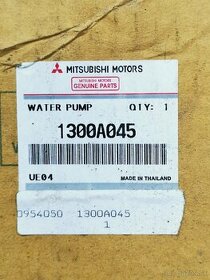 MITSUBISHI MOTORS
MITSUBISHI MOTORS
GENUINE PARTS
WATER PUMP QTY: 1
1300A045
UE04 MADE IN THAILAND
0954050 1300A045
1